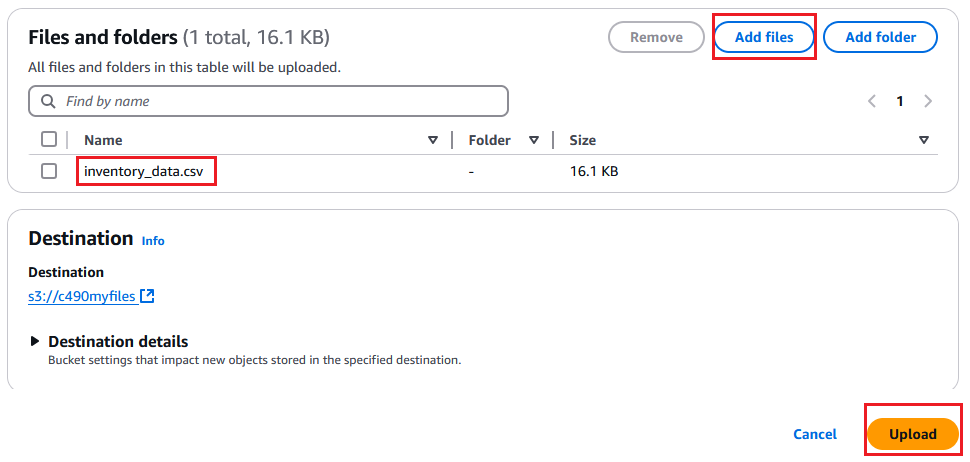 Files and folders (1 total, 16.1 KB)
Remove
Add files
Add folder
All files and folders in this table will be uploaded.
Find by name
1
Name Folder Size
inventory_data.csv - 16.1 KB
Destination Info
Destination
s3://c490myfiles
Destination details
Bucket settings that impact new objects stored in the specified destination.
Cancel Upload